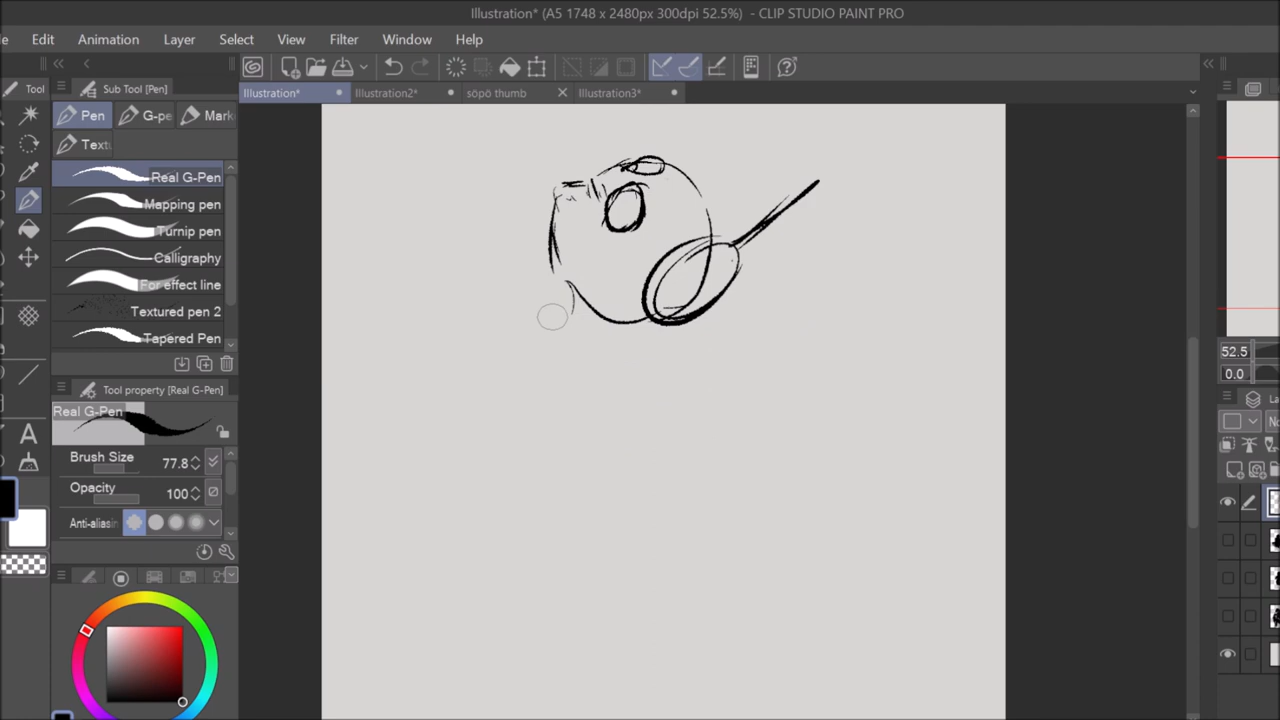 Illustration* (A5 1748 x 2480px 300dpi 52.5%) - CLIP STUDIO PAINT PRO
Edit Animation Layer Select View Filter Window Help
Tool
Sub Tool [Pen]
Illustration* Illustration2* söpö thumb Illustration3*
Pen G-pe Mark
Text
Real G-Pen
Mapping pen
Turnip pen
Calligraphy
For effect line
Textured pen 2
Tapered Pen
Tool property [Real G-Pen]
Real G-Pen
Brush Size 77.8
Opacity 100
Anti-aliasin
52.5
0.0
La
No
A